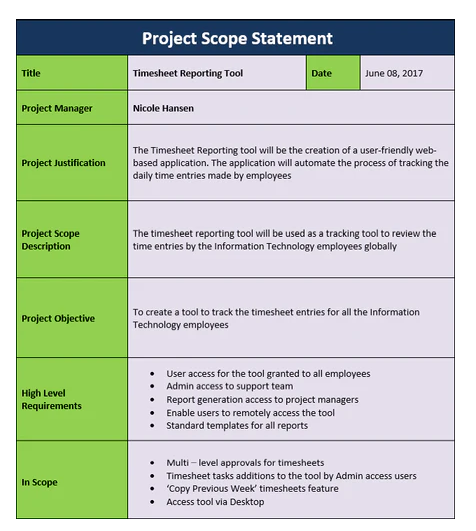 Project Scope Statement
Title
Timesheet Reporting Tool
Date
June 08, 2017
Project Manager
Nicole Hansen
Project Justification
The Timesheet Reporting tool will be the creation of a user-friendly web-
based application. The application will automate the process of tracking the
daily time entries made by employees
Project Scope
Description
The timesheet reporting tool will be used as a tracking tool to review the
time entries by the Information Technology employees globally
Project Objective
To create a tool to track the timesheet entries for all the Information
Technology employees
High Level
Requirements
• User access for the tool granted to all employees
• Admin access to support team
• Report generation access to project managers
• Enable users to remotely access the tool
• Standard templates for all reports
In Scope
• Multi – level approvals for timesheets
• Timesheet tasks additions to the tool by Admin access users
• ‘Copy Previous Week’ timesheets feature
• Access tool via Desktop